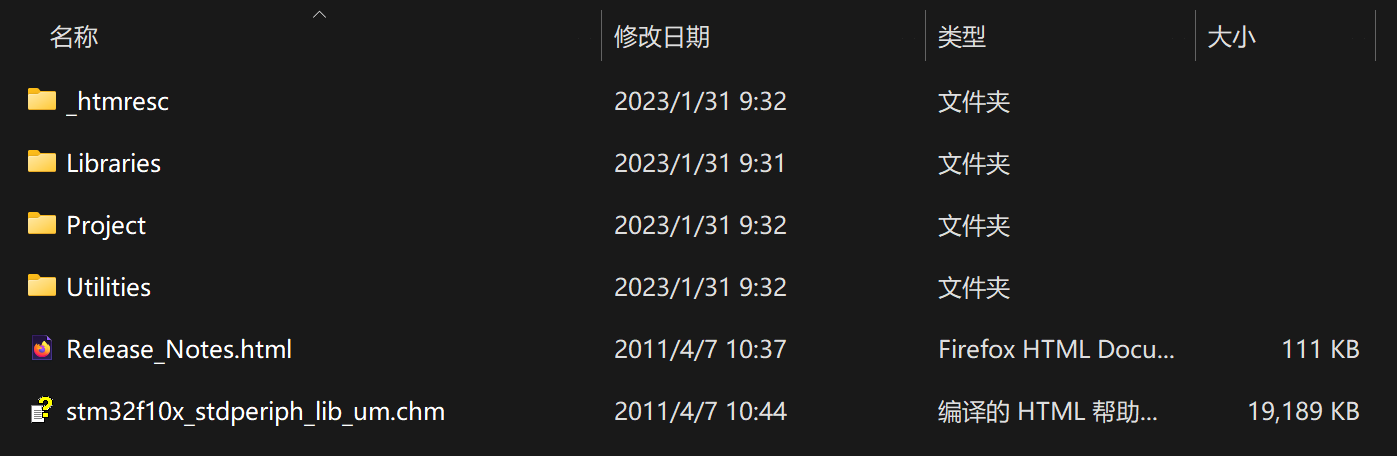 名称 修改日期 类型 大小
_htmresc 2023/1/31 9:32 文件夹
Libraries 2023/1/31 9:31 文件夹
Project 2023/1/31 9:32 文件夹
Utilities 2023/1/31 9:32 文件夹
Release_Notes.html 2011/4/7 10:37 Firefox HTML Docu... 111 KB
stm32f10x_stdperiph_lib_um.chm 2011/4/7 10:44 编译的 HTML 帮助... 19,189 KB